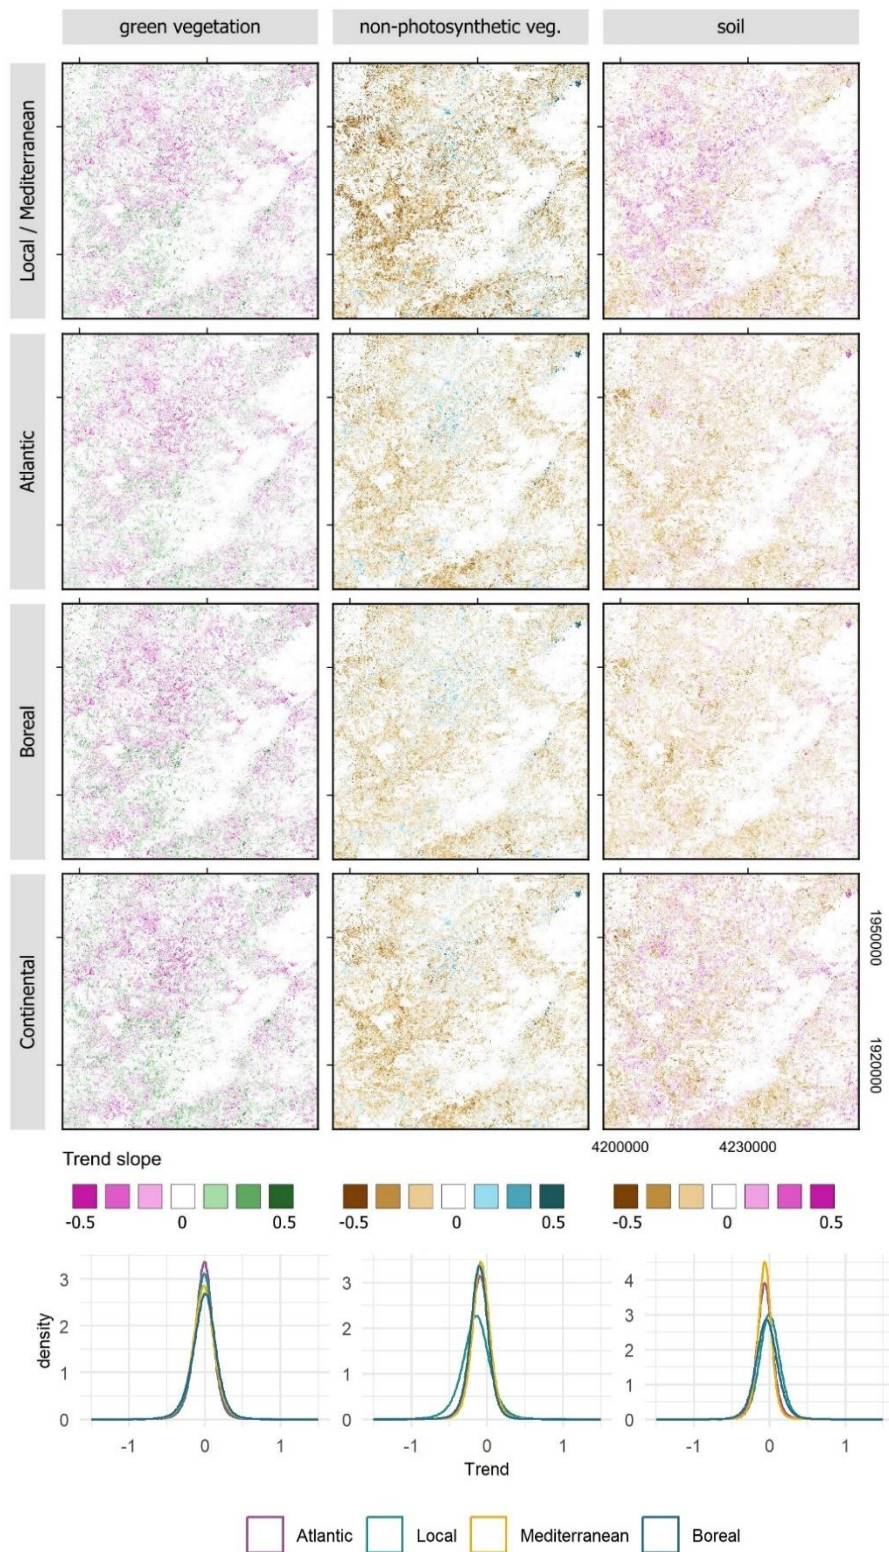 green vegetation
non-photosynthetic veg.
soil
Local / Mediterranean
Atlantic
Boreal
Continental
1950000
1920000
4200000
4230000
Trend slope
-0.5
0
0.5
-0.5
0
0.5
-0.5
0
0.5
density
3
2
1
0
-1
0
1
3
2
1
0
-1
0
1
4
3
2
1
0
-1
0
1
Trend
Atlantic
Local
Mediterranean
Boreal